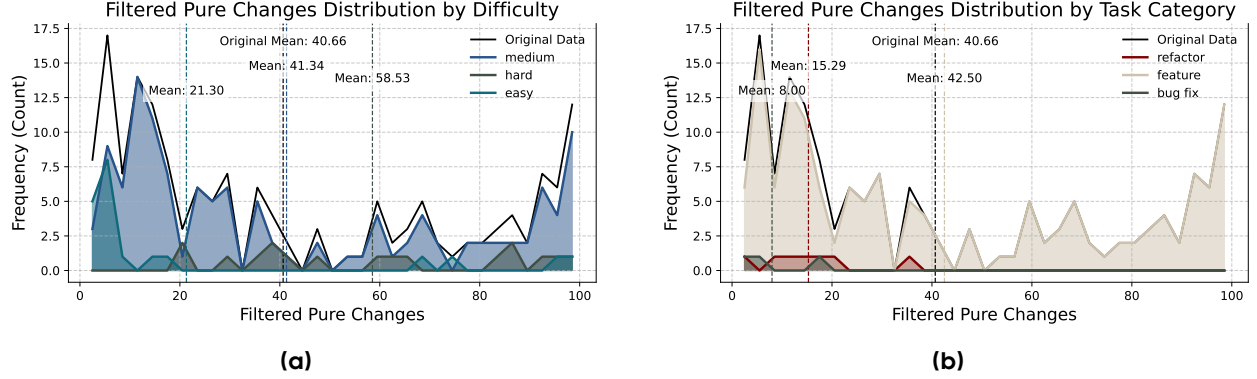 Filtered Pure Changes Distribution by Difficulty
17.5
15.0
12.5
10.0
7.5
5.0
2.5
0.0
Frequency (Count)
Original Mean: 40.66
Mean: 41.34
Mean: 58.53
Mean: 21.30
Original Data
medium
hard
easy
0 20 40 60 80 100
Filtered Pure Changes
(a)
Filtered Pure Changes Distribution by Task Category
17.5
15.0
12.5
10.0
7.5
5.0
2.5
0.0
Frequency (Count)
Original Mean: 40.66
Mean: 15.29
Mean: 42.50
Mean: 8.00
Original Data
refactor
feature
bug fix
0 20 40 60 80 100
Filtered Pure Changes
(b)